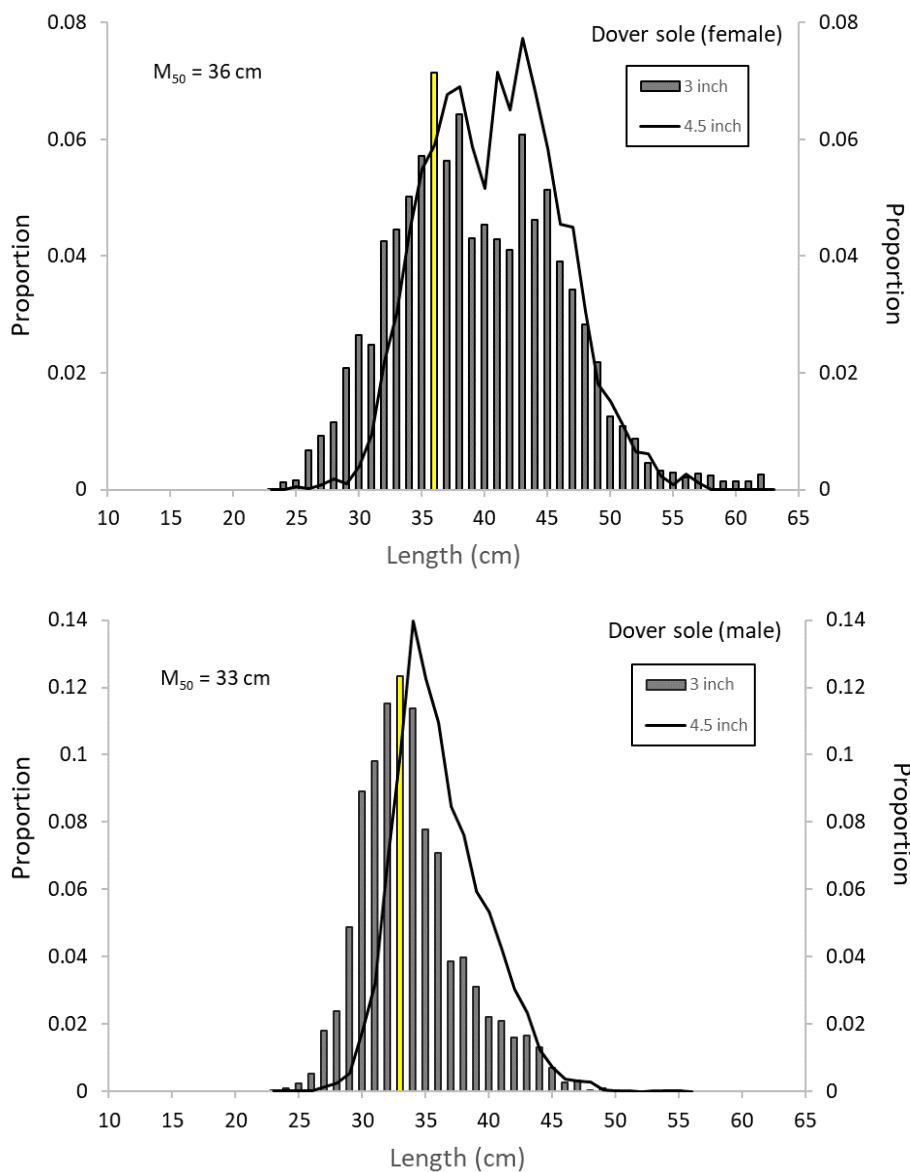 Dover sole (female)
M50 = 36 cm
3 inch
4.5 inch
0.08
0.06
0.04
0.02
0
0.08
0.06
0.04
0.02
0
Proportion
Proportion
10 15 20 25 30 35 40 45 50 55 60 65
Length (cm)
Dover sole (male)
M50 = 33 cm
3 inch
4.5 inch
0.14
0.12
0.1
0.08
0.06
0.04
0.02
0
0.14
0.12
0.1
0.08
0.06
0.04
0.02
0
Proportion
Proportion
10 15 20 25 30 35 40 45 50 55 60 65
Length (cm)